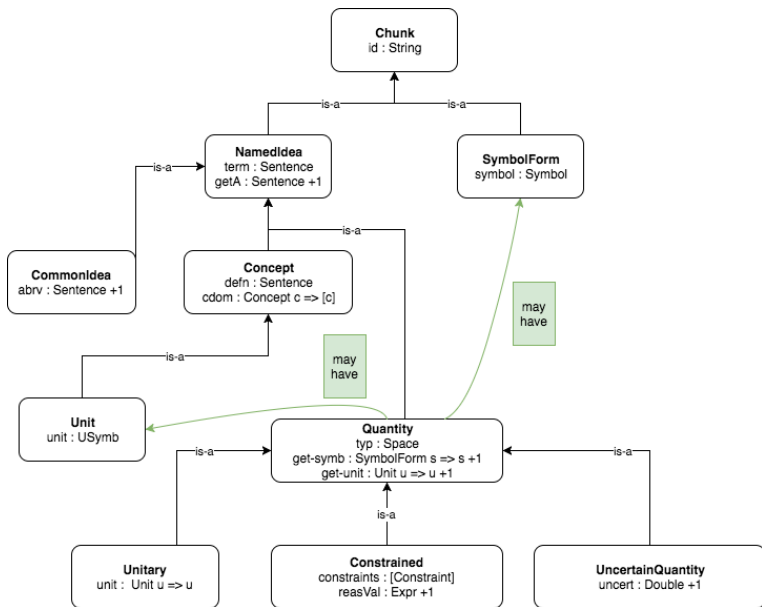 Chunk
id : String
is-a
is-a
NamedIdea
term : Sentence
getA : Sentence +1
SymbolForm
symbol : Symbol
is-a
is-a
CommonIdea
abrv : Sentence +1
Concept
defn : Sentence
cdom : Concept c => [c]
may
have
is-a
may
have
Unit
unit : USymb
Quantity
typ : Space
get-symb : SymbolForm s => s +1
get-unit : Unit u => u +1
is-a
is-a
is-a
Unitary
unit :  Unit u => u
Constrained
constraints : [Constraint]
reasVal : Expr +1
UncertainQuantity
uncert : Double +1